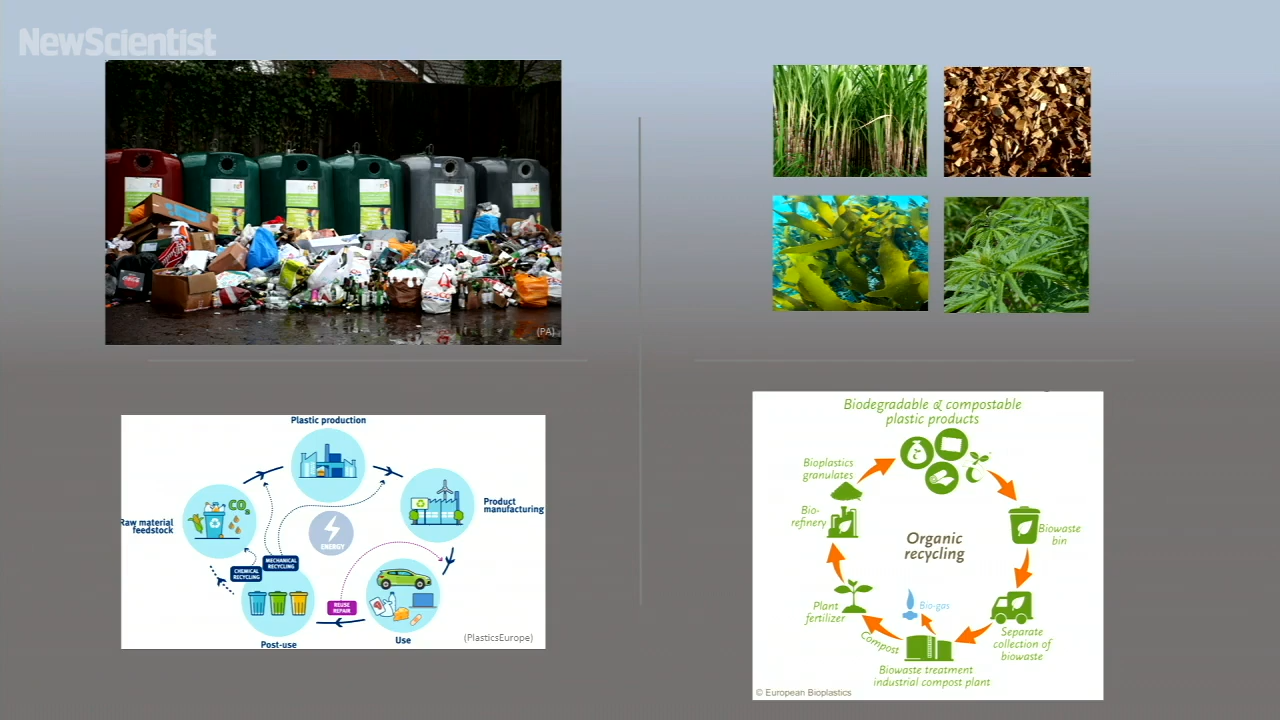 NewScientist
(PA)
Plastic production
Product
manufacturing
Use
Post-use
Raw material
feedstock
CO₂
ENERGY
MECHANICAL
RECYCLING
CHEMICAL
RECYCLING
REUSE
REPAIR
(PlasticsEurope)
Biodegradable & compostable
plastic products
Biowaste
bin
Separate
collection of
biowaste
Biowaste treatment
industrial compost plant
Bio-gas
Compost
Plant
fertilizer
Bio-
refinery
Bioplastics
granulates
Organic
recycling
© European Bioplastics